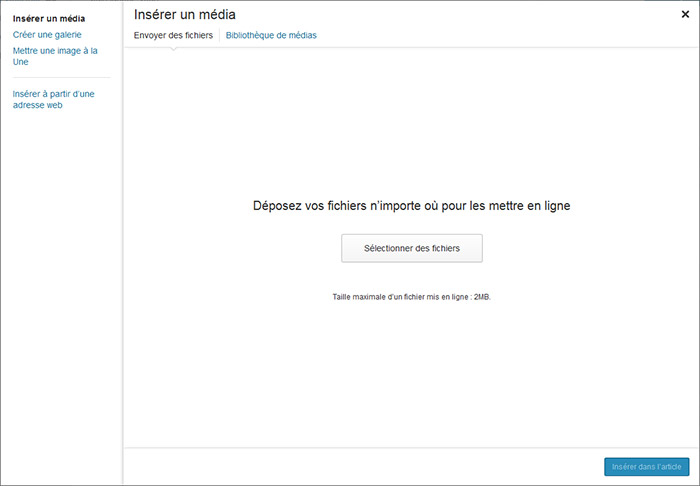 Insérer un média
Créer une galerie
Mettre une image à la
Une
Insérer à partir d'une
adresse web
Insérer un média
Envoyer des fichiers
Bibliothèque de médias
Déposez vos fichiers n'importe où pour les mettre en ligne
Sélectionner des fichiers
Taille maximale d'un fichier mis en ligne : 2MB.
Insérer dans l'article